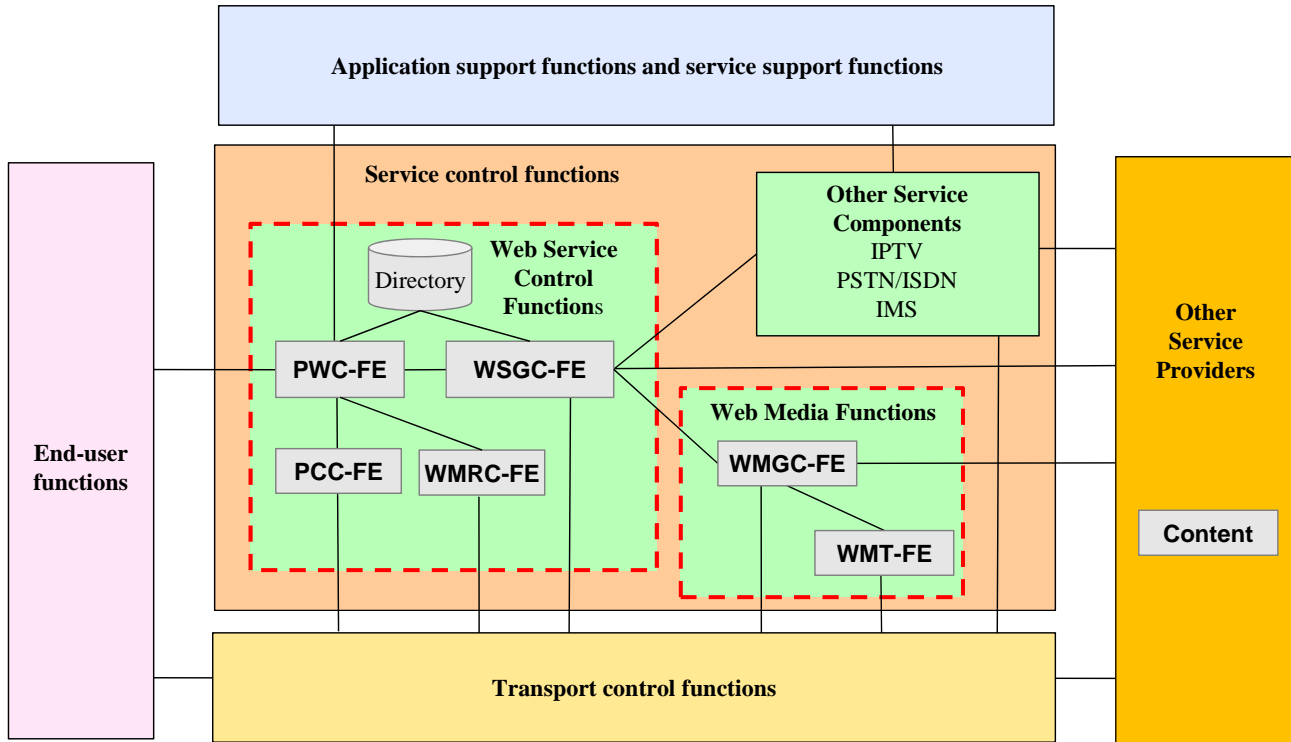 Application support functions and service support functions
Service control functions
Other Service
Components
IPTV
PSTN/ISDN
IMS
Web Service
Control
Functions
Directory
PWC-FE
WSGC-FE
PCC-FE
WMRC-FE
Web Media Functions
WMGC-FE
WMT-FE
End-user
functions
Other
Service
Providers
Content
Transport control functions